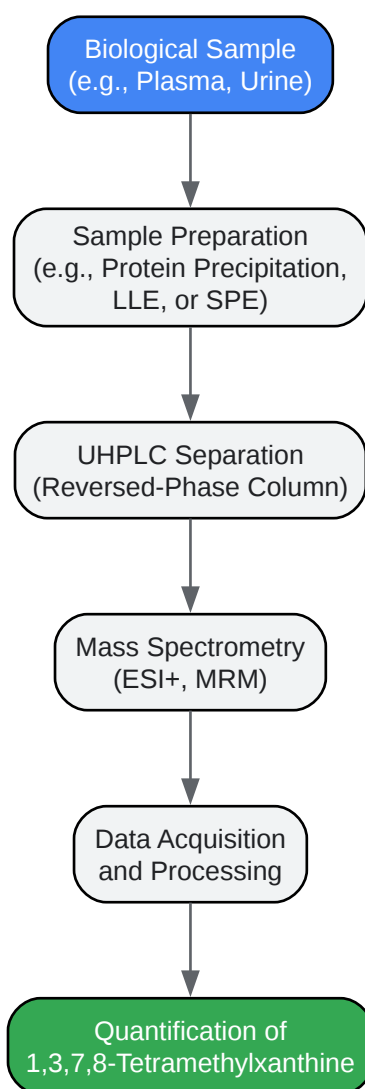 Biological Sample
(e.g., Plasma, Urine)
Sample Preparation
(e.g., Protein Precipitation,
LLE, or SPE)
UHPLC Separation
(Reversed-Phase Column)
Mass Spectrometry
(ESI+, MRM)
Data Acquisition
and Processing
Quantification of
1,3,7,8-Tetramethylxanthine